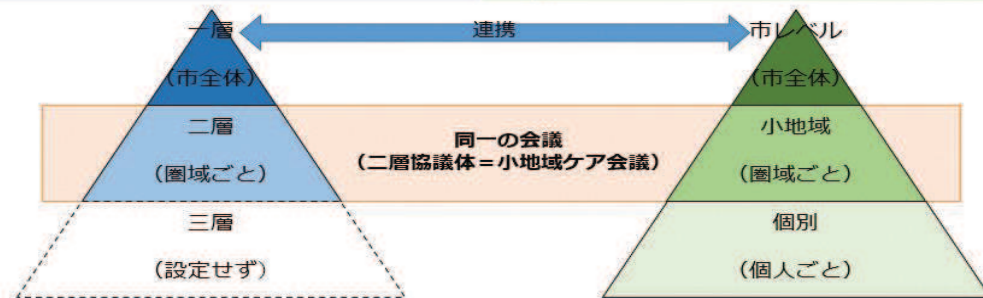 一層
(市全体)
連携
市レベル
(市全体)
二層
(圏域ごと)
同一の会議
(二層協議体＝小地域ケア会議)
小地域
(圏域ごと)
三層
(設定せず)
個別
(個人ごと)